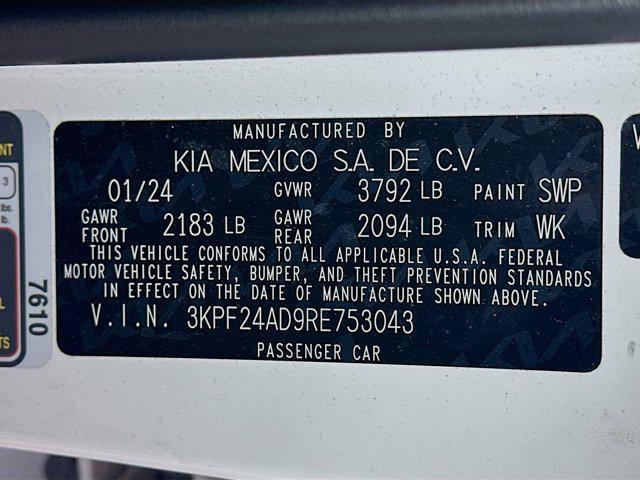 MANUFACTURED BY
KIA MEXICO S.A. DE C.V.
01/24 GVWR 3792 LB PAINT SWP
GAWR FRONT 2183 LB GAWR REAR 2094 LB TRIM WK
THIS VEHICLE CONFORMS TO ALL APPLICABLE U.S.A. FEDERAL
MOTOR VEHICLE SAFETY, BUMPER, AND THEFT PREVENTION STANDARDS
IN EFFECT ON THE DATE OF MANUFACTURE SHOWN ABOVE.
V.I.N. 3KPF24AD9RE753043
PASSENGER CAR
7610
3